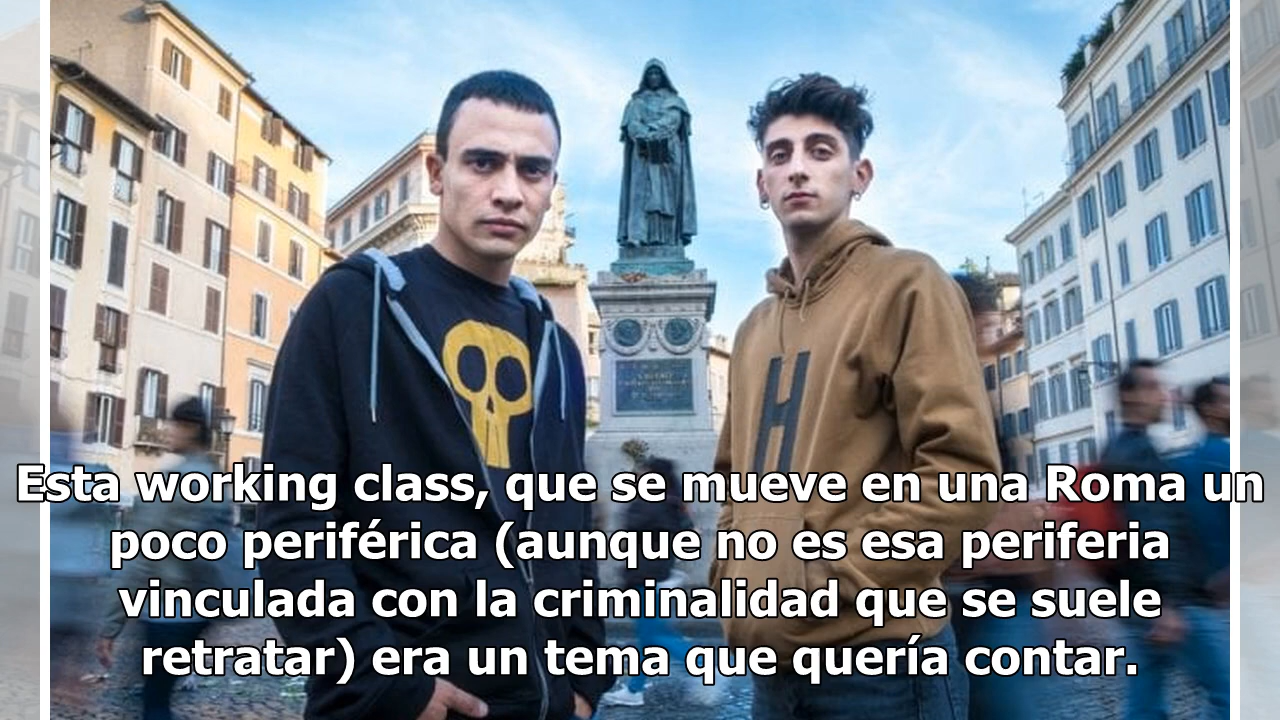 H
Esta working class, que se mueve en una Roma un
poco periférica (aunque no es esa periferia
vinculada con la criminalidad que se suele
retratar) era un tema que quería contar.